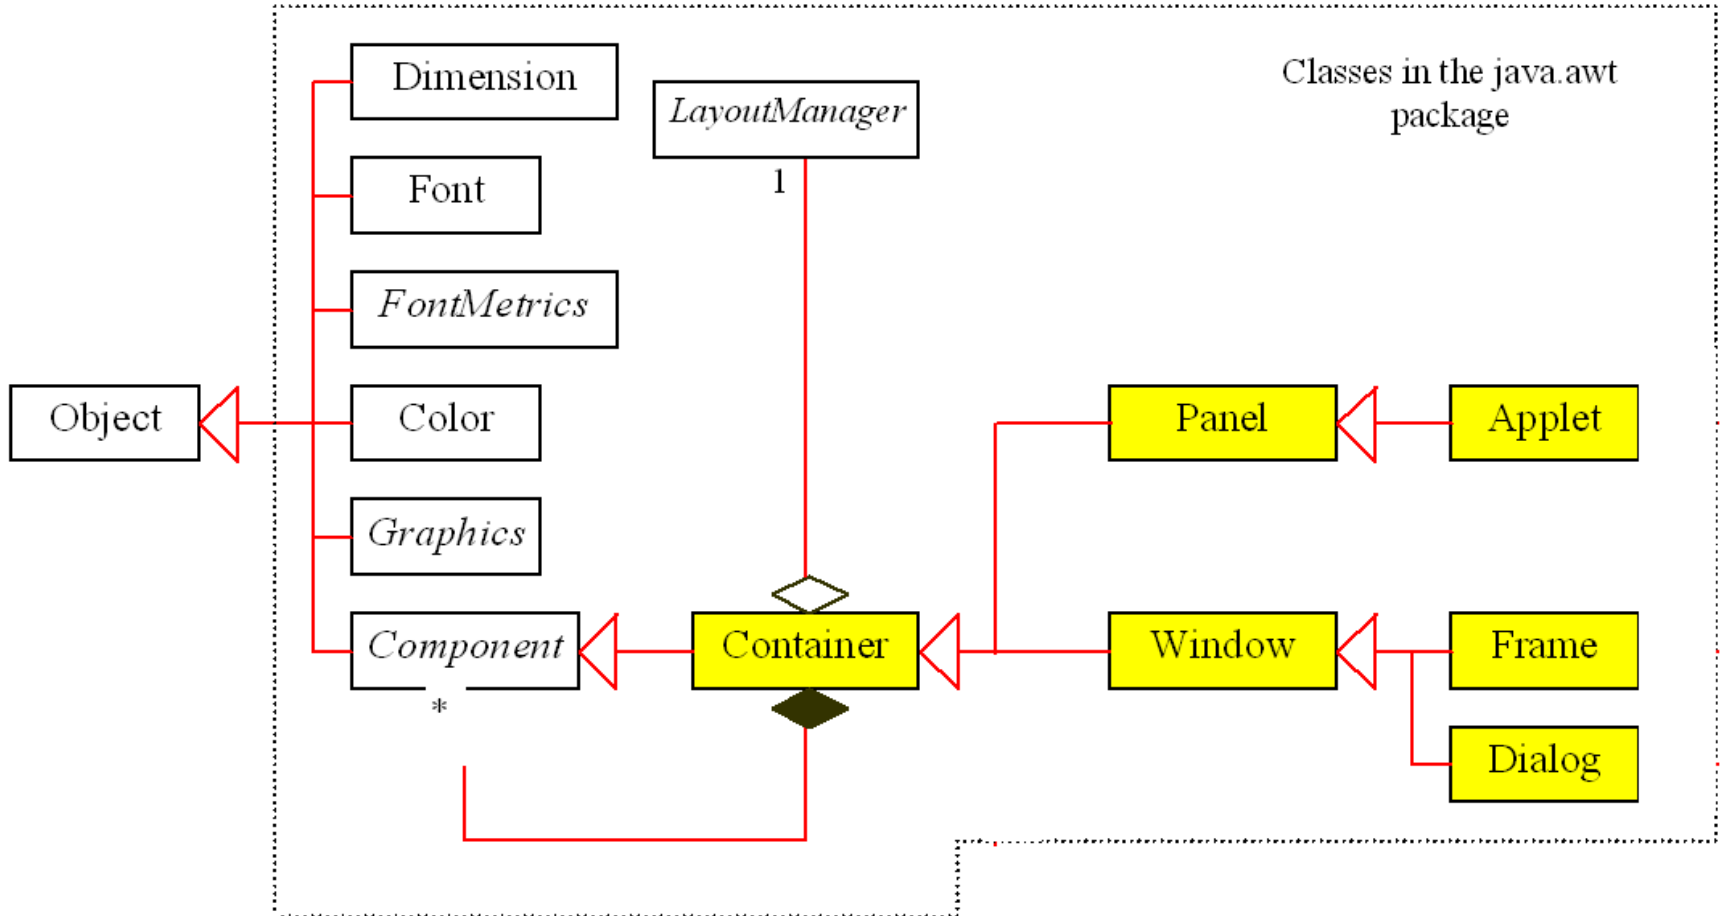 Dimension
LayoutManager
1
Classes in the java.awt
package
Font
FontMetrics
Object
Color
Panel
Applet
Graphics
Component
*
Container
Window
Frame
Dialog